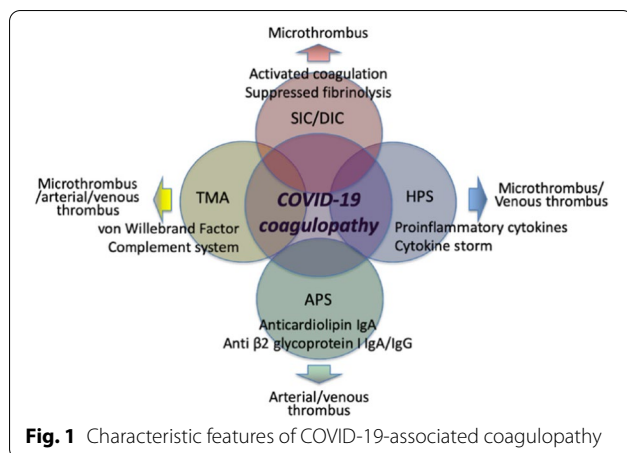 Microthrombus
Activated coagulation
Suppressed fibrinolysis
SIC/DIC
Microthrombus
/arterial/venous
thrombus
TMA
von Willebrand Factor
Complement system
COVID-19
coagulopathy
HPS
Proinflammatory cytokines
Cytokine storm
Microthrombus/
Venous thrombus
APS
Anticardiolipin IgA
Anti β2 glycoprotein I IgA/IgG
Arterial/venous
thrombus
Fig. 1 Characteristic features of COVID-19-associated coagulopathy